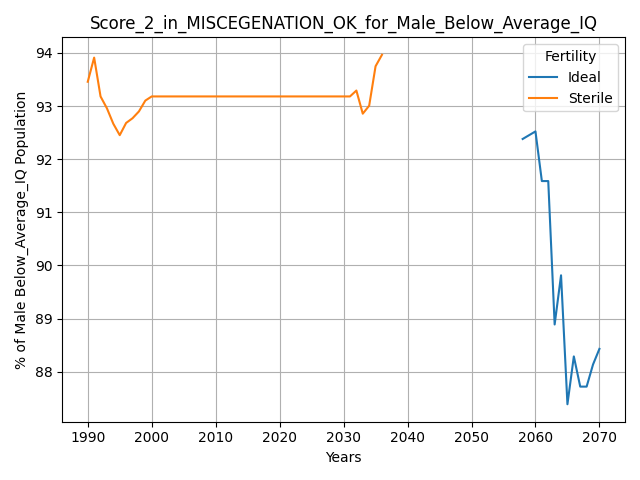 Score_2_in_MISCEGENATION_OK_for_Male_Below_Average_IQ
% of Male Below_Average_IQ Population
94
93
92
91
90
89
88
Fertility
Ideal
Sterile
1990 2000 2010 2020 2030 2040 2050 2060 2070
Years